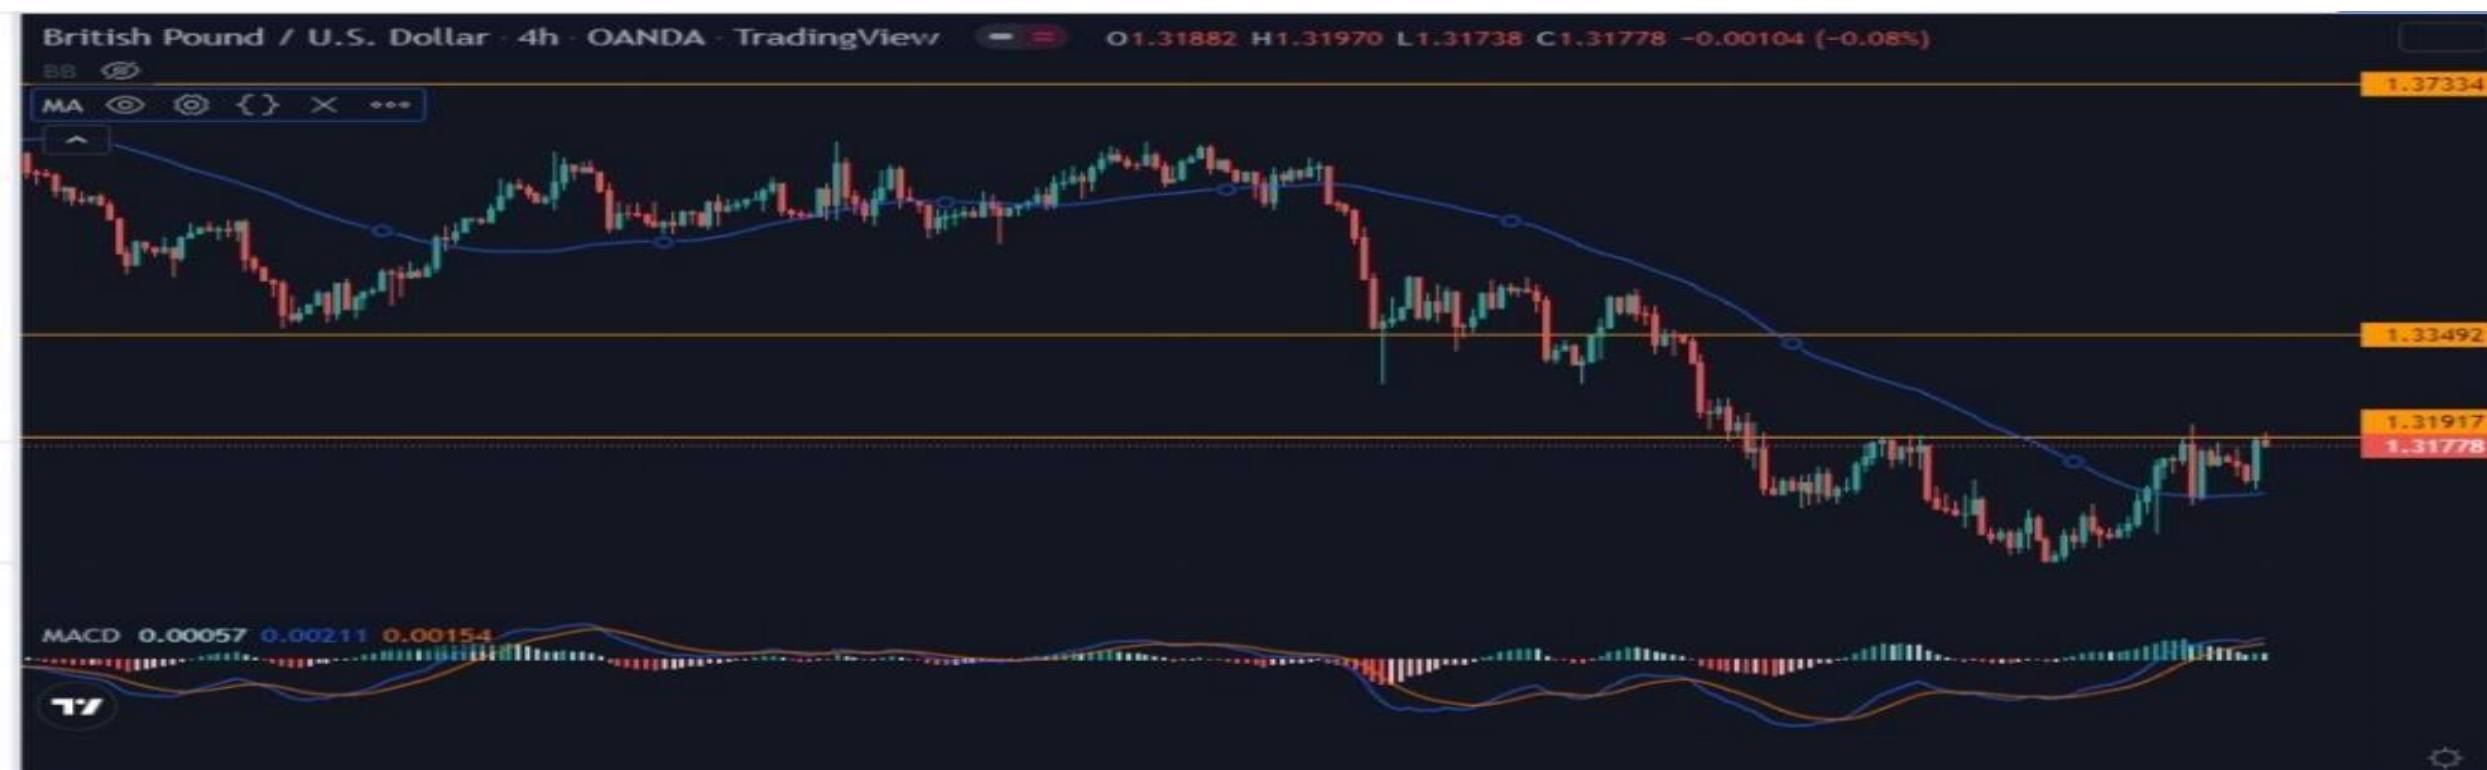 British Pound / U.S. Dollar · 4h · OANDA · TradingView O1.31882 H1.31970 L1.31738 C1.31778 −0.00104 (−0.08%)
BB
1.37334
MA
1.33492
1.31917
1.31778
MACD 0.00057 0.00211 0.00154